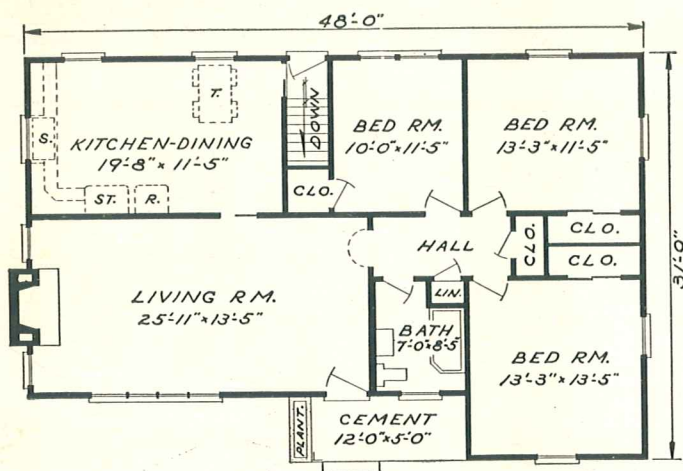 48'-0"
KITCHEN-DINING
19'-8" x 11'-5"
S.
T.
ST.
R.
DOWN
CLO.
BED RM.
10'-0" x 11'-5"
BED RM.
13'-3" x 11'-5"
HALL
CLO.
CLO.
CLO.
LIN.
31'-0"
LIVING RM.
25'-11" x 13'-5"
BATH
7'-0" x 8'-5"
BED RM.
13'-3" x 13'-5"
PLANT.
CEMENT
12'-0" x 5'-0"